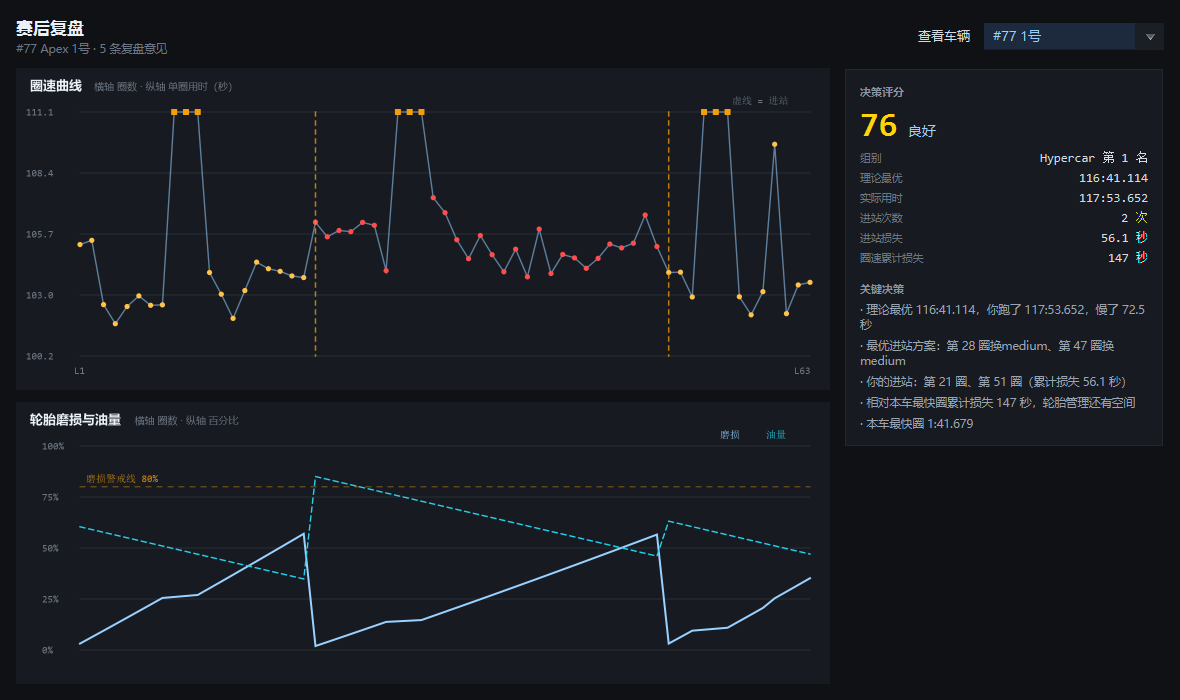 赛后复盘
#77 Apex 1号 · 5 条复盘意见
查看车辆
#77 1号
圈速曲线 横轴 圈数 · 纵轴 单圈用时（秒）
虚线 = 进站
111.1
108.4
105.7
103.0
100.2
L1
L63
轮胎磨损与油量 横轴 圈数 · 纵轴 百分比
磨损 油量
100%
磨损警戒线 80%
75%
50%
25%
0%
决策评分
76 良好
组别 Hypercar 第 1 名
理论最优 116:41.114
实际用时 117:53.652
进站次数 2 次
进站损失 56.1 秒
圈速累计损失 147 秒
关键决策
· 理论最优 116:41.114，你跑了 117:53.652，慢了 72.5
秒
· 最优进站方案：第 28 圈换medium、第 47 圈换
medium
· 你的进站：第 21 圈、第 51 圈（累计损失 56.1 秒）
· 相对本车最快圈累计损失 147 秒，轮胎管理还有空间
· 本车最快圈 1:41.679